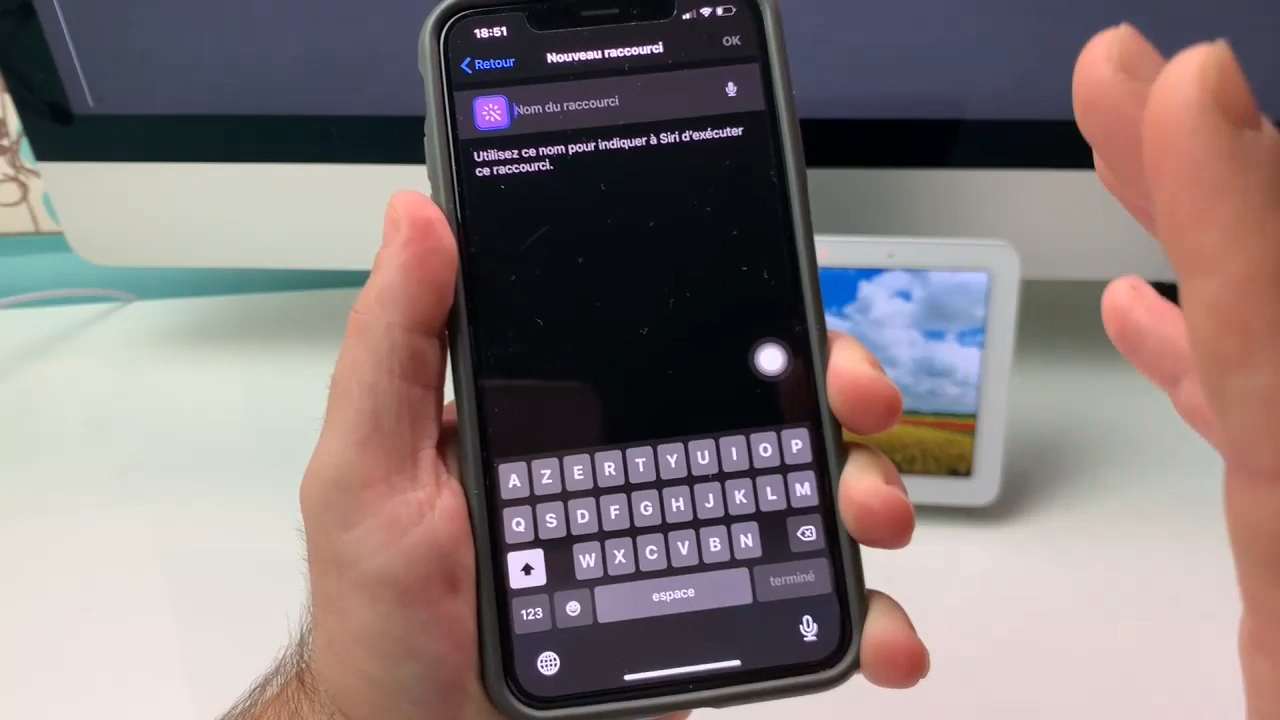 18:51
Retour
Nouveau raccourci
OK
Nom du raccourci
Utilisez ce nom pour indiquer à Siri d'exécuter
ce raccourci.
A Z E R T Y U I O P
Q S D F G H J K L M
W X C V B N
123
espace
terminé